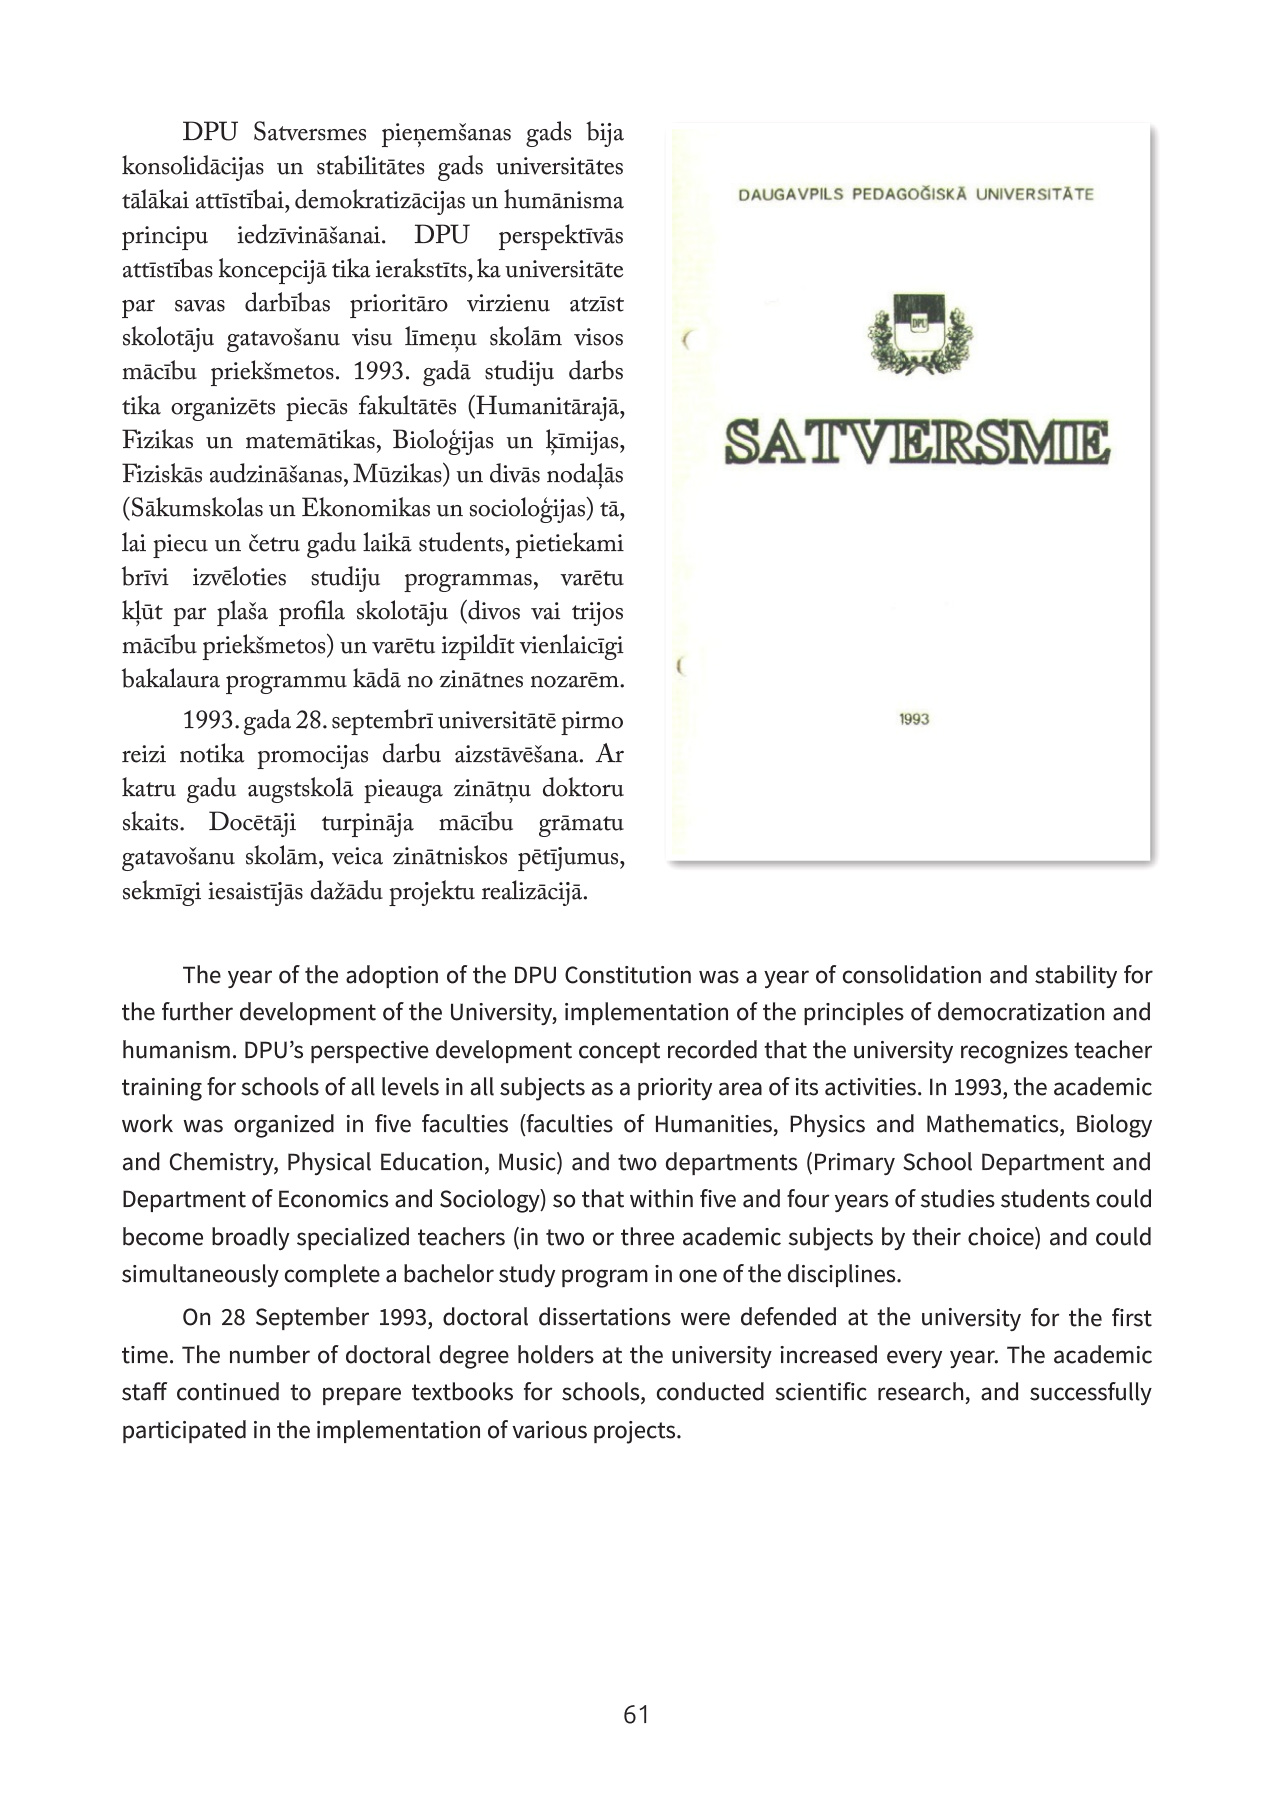 DPU Satversmes pieņemšanas gads bija
konsolidācijas un stabilitātes gads universitātes
tālākai attīstībai, demokratizācijas un humānisma
principu iedzīvināšanai. DPU perspektīvās
attīstības koncepcijā tika ierakstīts, ka universitāte
par savas darbības prioritāro virzienu atzīst
skolotāju gatavošanu visu līmeņu skolām visos
mācību priekšmetos. 1993. gadā studiju darbs
tika organizēts piecās fakultātēs (Humanitārajā,
Fizikas un matemātikas, Bioloģijas un ķīmijas,
Fiziskās audzināšanas, Mūzikas) un divās nodaļās
(Sākumskolas un Ekonomikas un socioloģijas) tā,
lai piecu un četru gadu laikā students, pietiekami
brīvi izvēloties studiju programmas, varētu
kļūt par plaša profila skolotāju (divos vai trijos
mācību priekšmetos) un varētu izpildīt vienlaicīgi
bakalaura programmu kādā no zinātnes nozarēm.
1993. gada 28. septembrī universitātē pirmo
reizi notika promocijas darbu aizstāvēšana. Ar
katru gadu augstskolā pieauga zinātņu doktoru
skaits. Docētāji turpināja mācību grāmatu
gatavošanu skolām, veica zinātniskos pētījumus,
sekmīgi iesaistījās dažādu projektu realizācijā.
DAUGAVPILS PEDAGOĢISKĀ UNIVERSITĀTE
DPU
SATVERSME
1993
The year of the adoption of the DPU Constitution was a year of consolidation and stability for
the further development of the University, implementation of the principles of democratization and
humanism. DPU’s perspective development concept recorded that the university recognizes teacher
training for schools of all levels in all subjects as a priority area of its activities. In 1993, the academic
work was organized in five faculties (faculties of Humanities, Physics and Mathematics, Biology
and Chemistry, Physical Education, Music) and two departments (Primary School Department and
Department of Economics and Sociology) so that within five and four years of studies students could
become broadly specialized teachers (in two or three academic subjects by their choice) and could
simultaneously complete a bachelor study program in one of the disciplines.
On 28 September 1993, doctoral dissertations were defended at the university for the first
time. The number of doctoral degree holders at the university increased every year. The academic
staff continued to prepare textbooks for schools, conducted scientific research, and successfully
participated in the implementation of various projects.
61